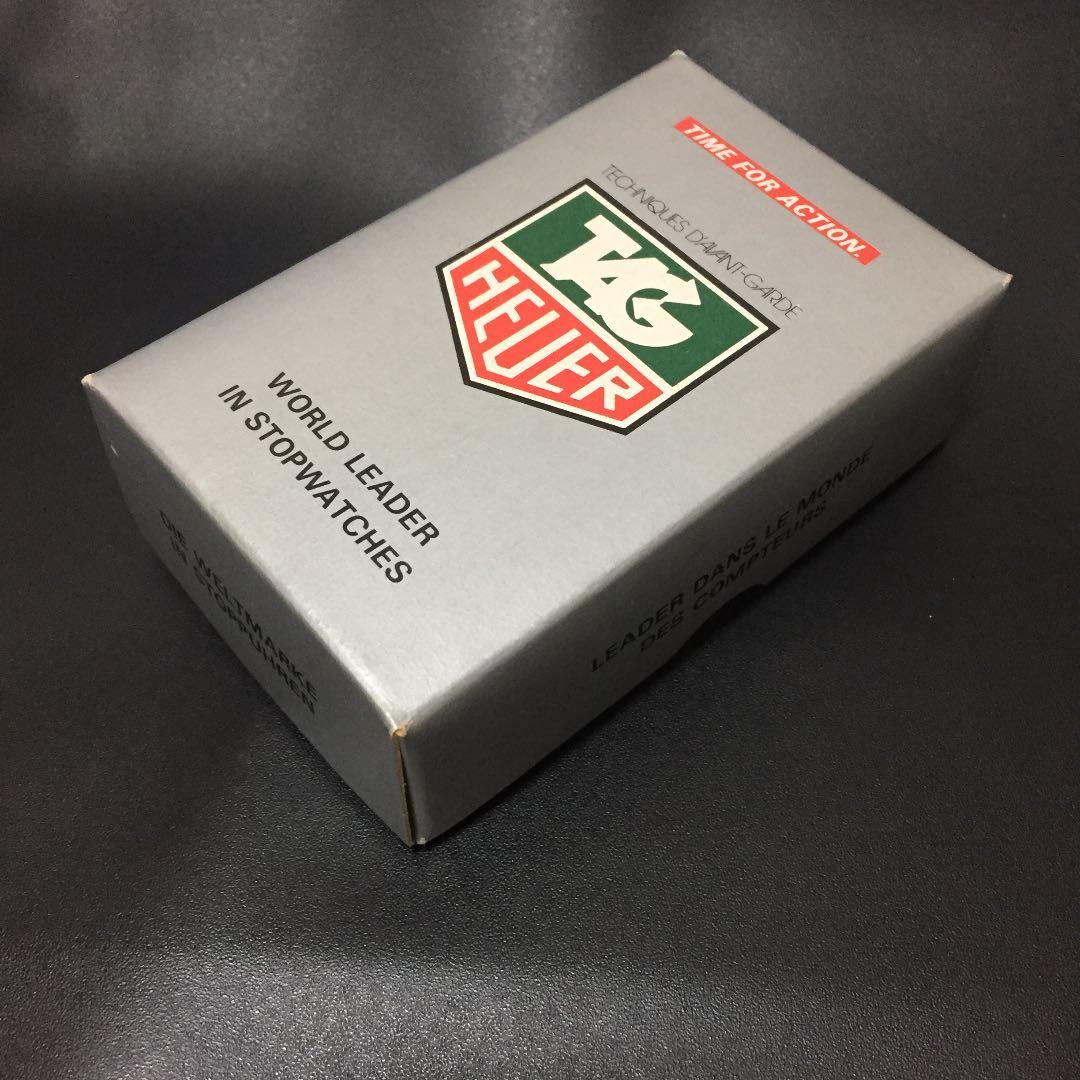 TIME FOR ACTION.
TECHNIQUES D'AVANT-GARDE
TAG
HEUER
WORLD LEADER
IN STOPWATCHES
DIE WELTMARKE
IN STOPPUHREN
LEADER DANS LE MONDE
DES COMPTEURS